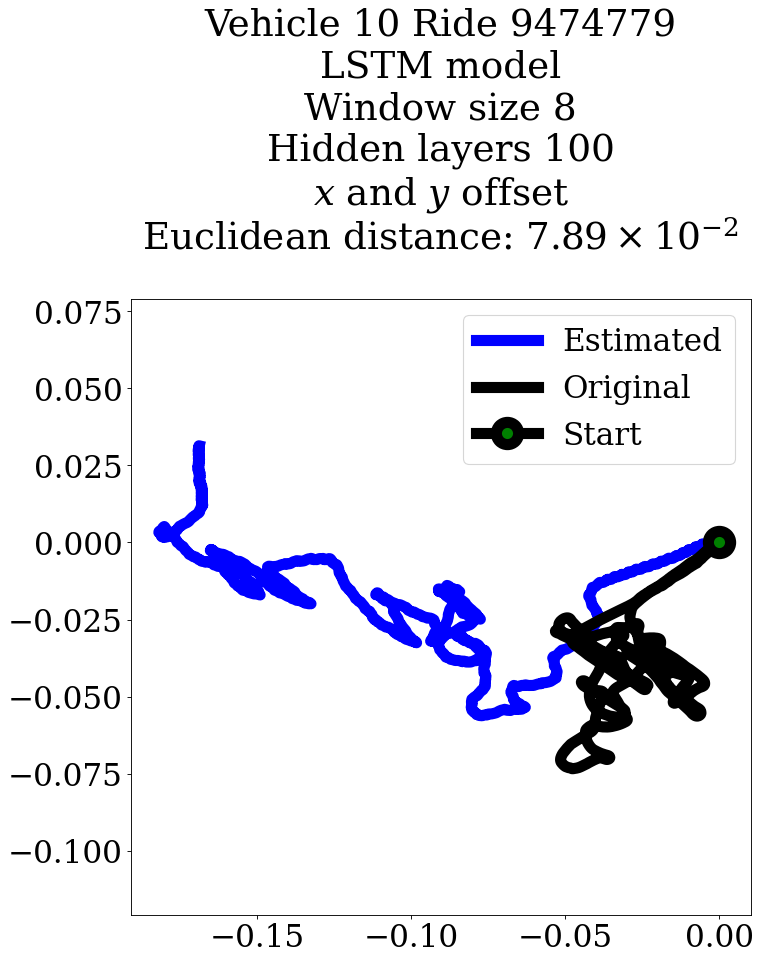 Vehicle 10 Ride 9474779
LSTM model
Window size 8
Hidden layers 100
x and y offset
Euclidean distance: 7.89 × 10⁻²
Estimated
Original
Start
0.075
0.050
0.025
0.000
−0.025
−0.050
−0.075
−0.100
−0.15 −0.10 −0.05 0.00